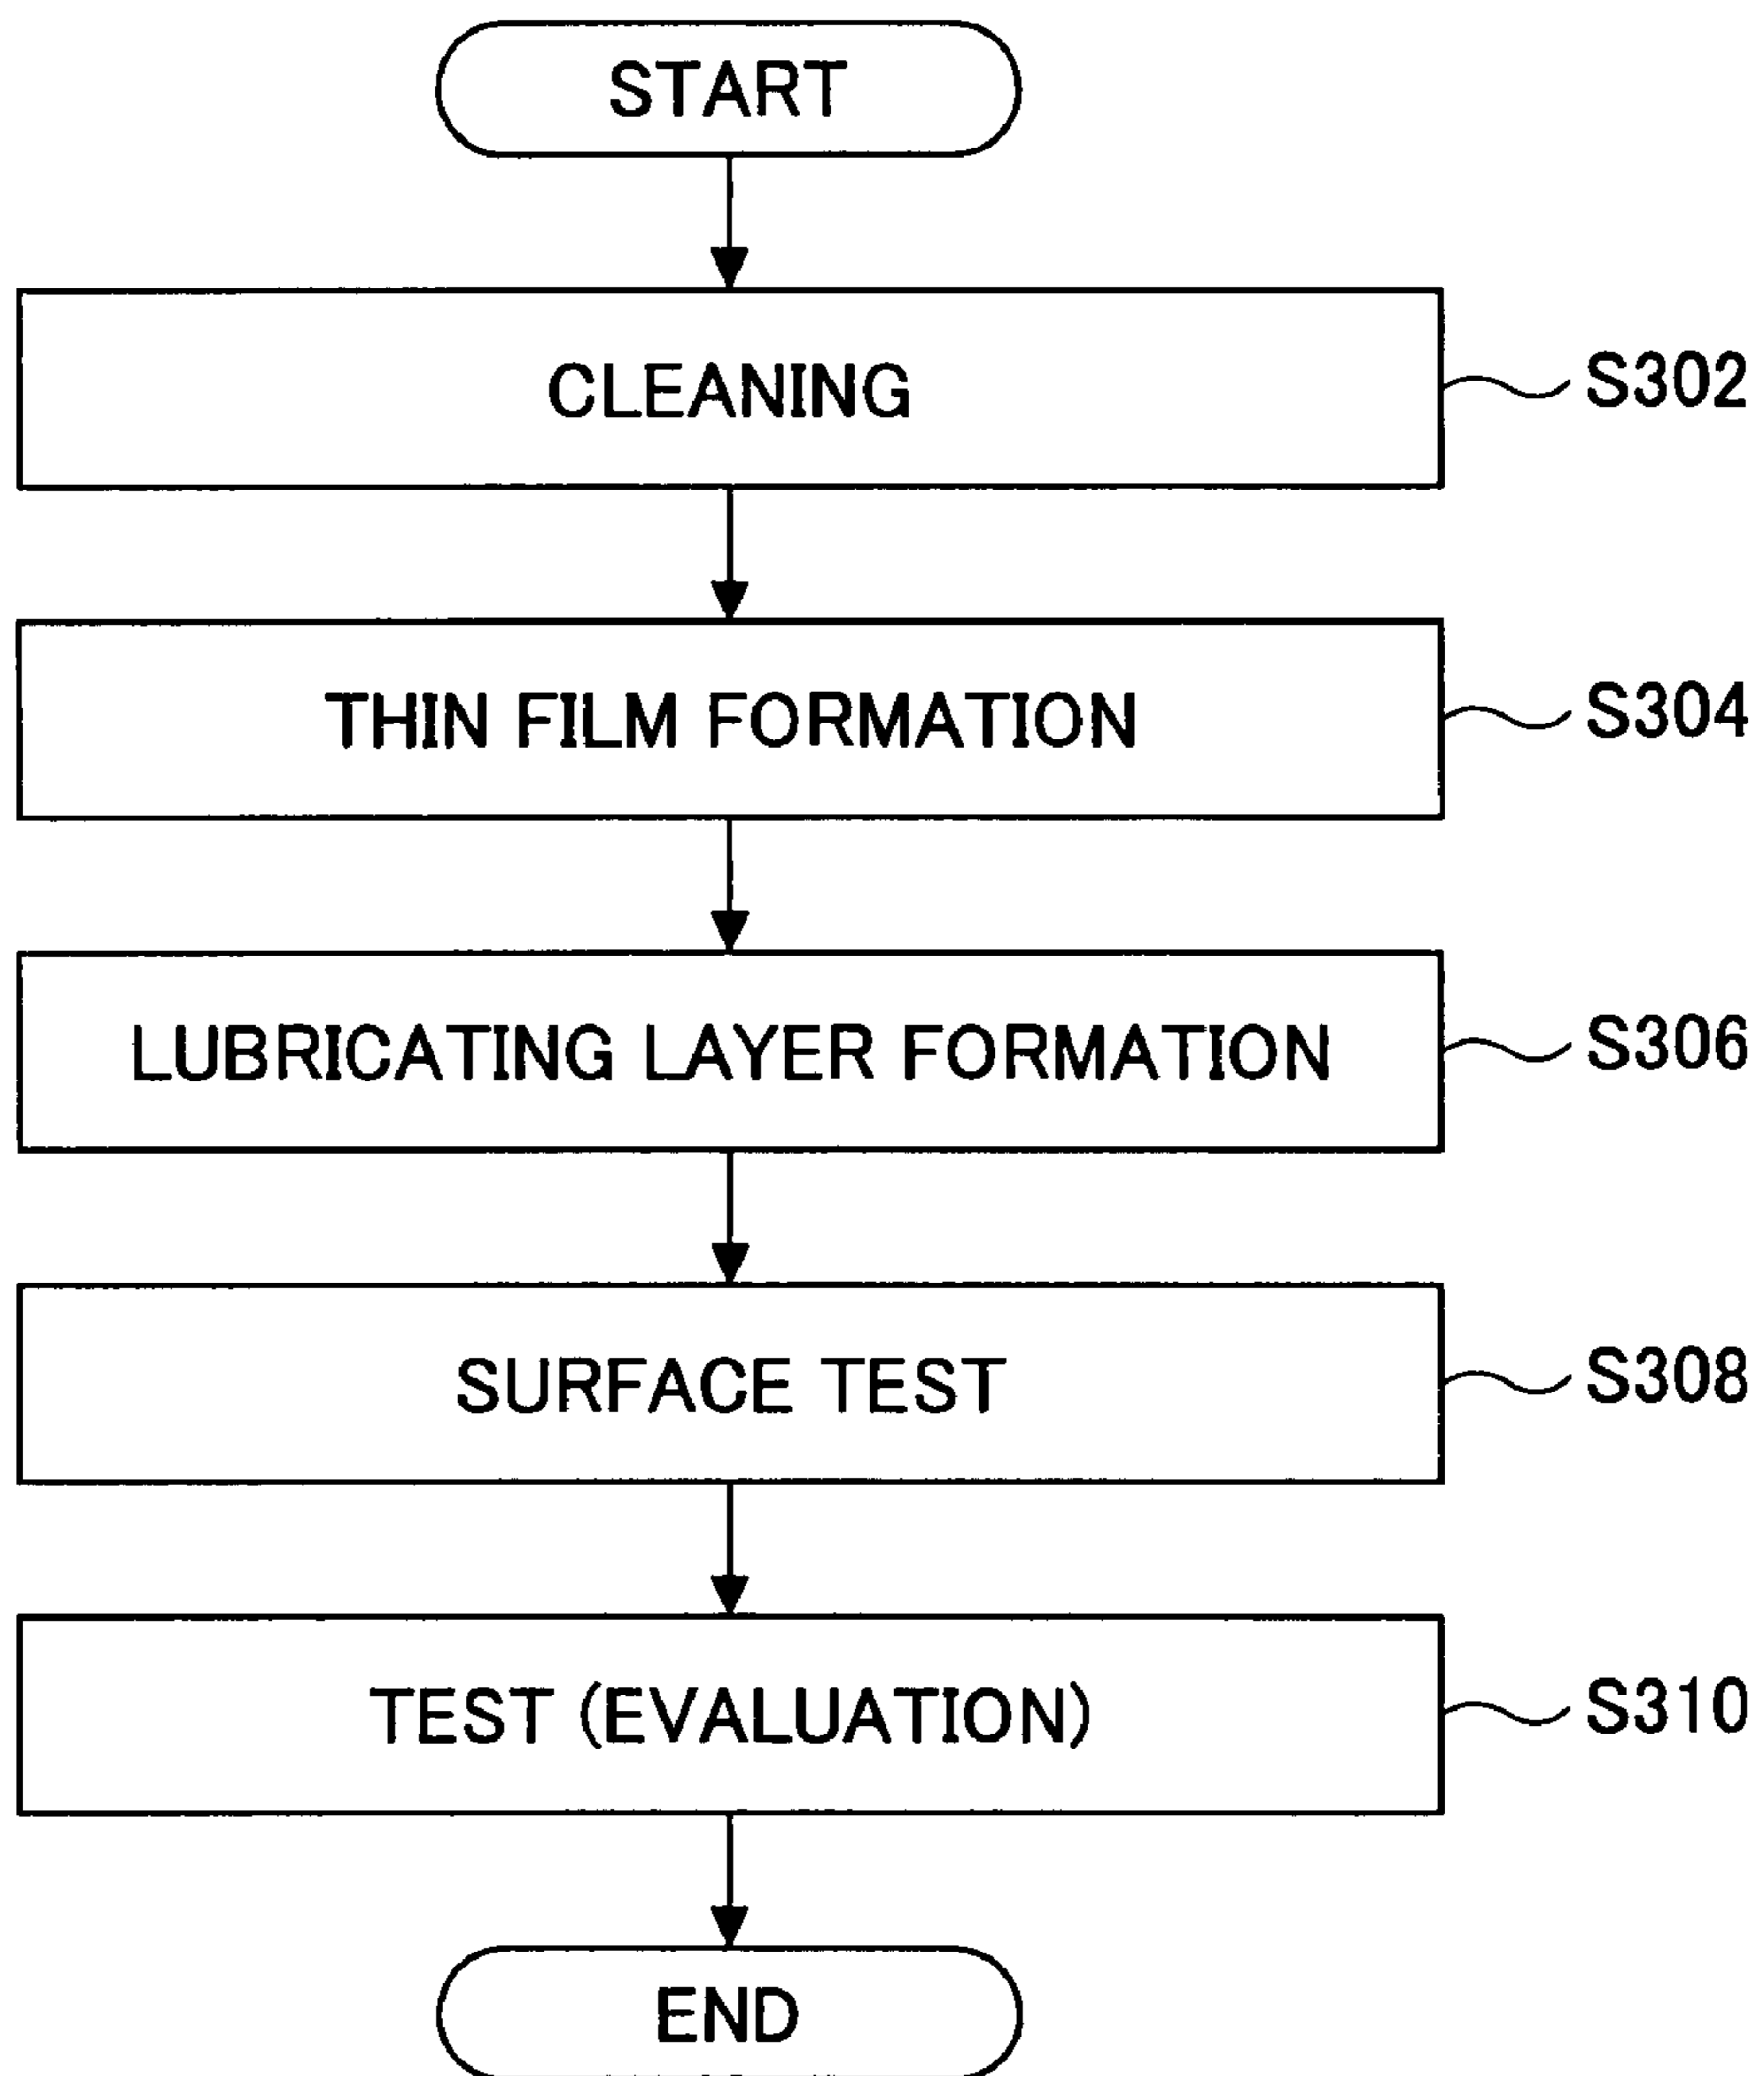 START
CLEANING
S302
THIN FILM FORMATION
S304
LUBRICATING LAYER FORMATION
S306
SURFACE TEST
S308
TEST (EVALUATION)
S310
END